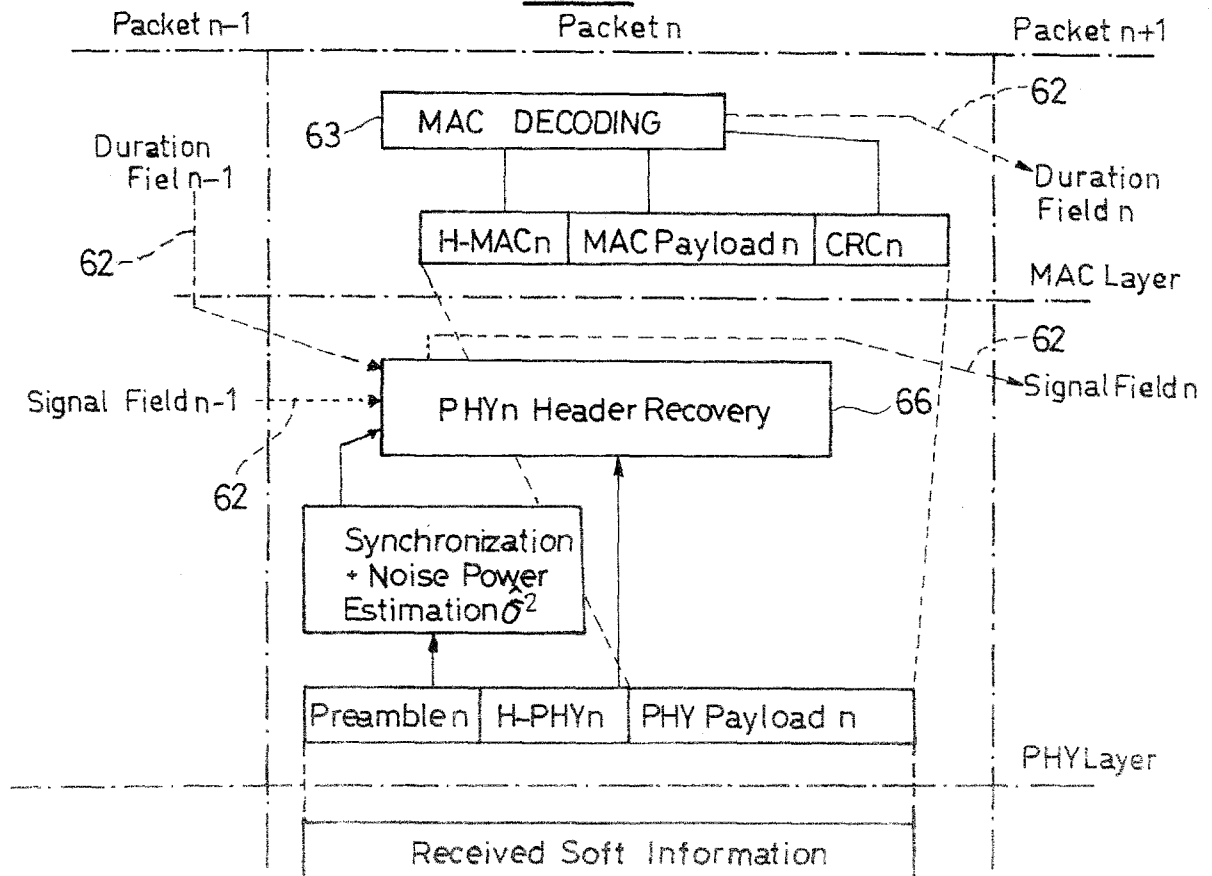 Packet n-1
Packet n
Packet n+1
62
63
MAC DECODING
Duration
Fiel n-1
Duration
Field n
62
H-MACn
MAC Payload n
CRCn
MAC Layer
62
Signal Field n-1
PHYn Header Recovery
66
Signal Field n
62
Synchronization
+ Noise Power
Estimation σ̂²
Preamble n
H-PHYn
PHY Payload n
PHY Layer
Received Soft Information